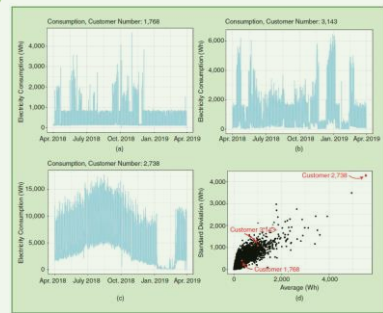 Consumption, Customer Number: 1,768
Electricity Consumption (Wh)
4,000
3,000
2,000
1,000
0
Apr. 2018 July 2018 Oct. 2018 Jan. 2019 Apr. 2019
(a)
Consumption, Customer Number: 3,143
Electricity Consumption (Wh)
6,000
4,000
2,000
0
Apr. 2018 July 2018 Oct. 2018 Jan. 2019 Apr. 2019
(b)
Consumption, Customer Number: 2,738
Electricity Consumption (Wh)
15,000
10,000
5,000
0
Apr. 2018 July 2018 Oct. 2018 Jan. 2019 Apr. 2019
(c)
Standard Deviation (Wh)
4,000
3,000
2,000
1,000
0
Customer 2,738
Customer
Customer 1,768
0 2,000 4,000
Average (Wh)
(d)